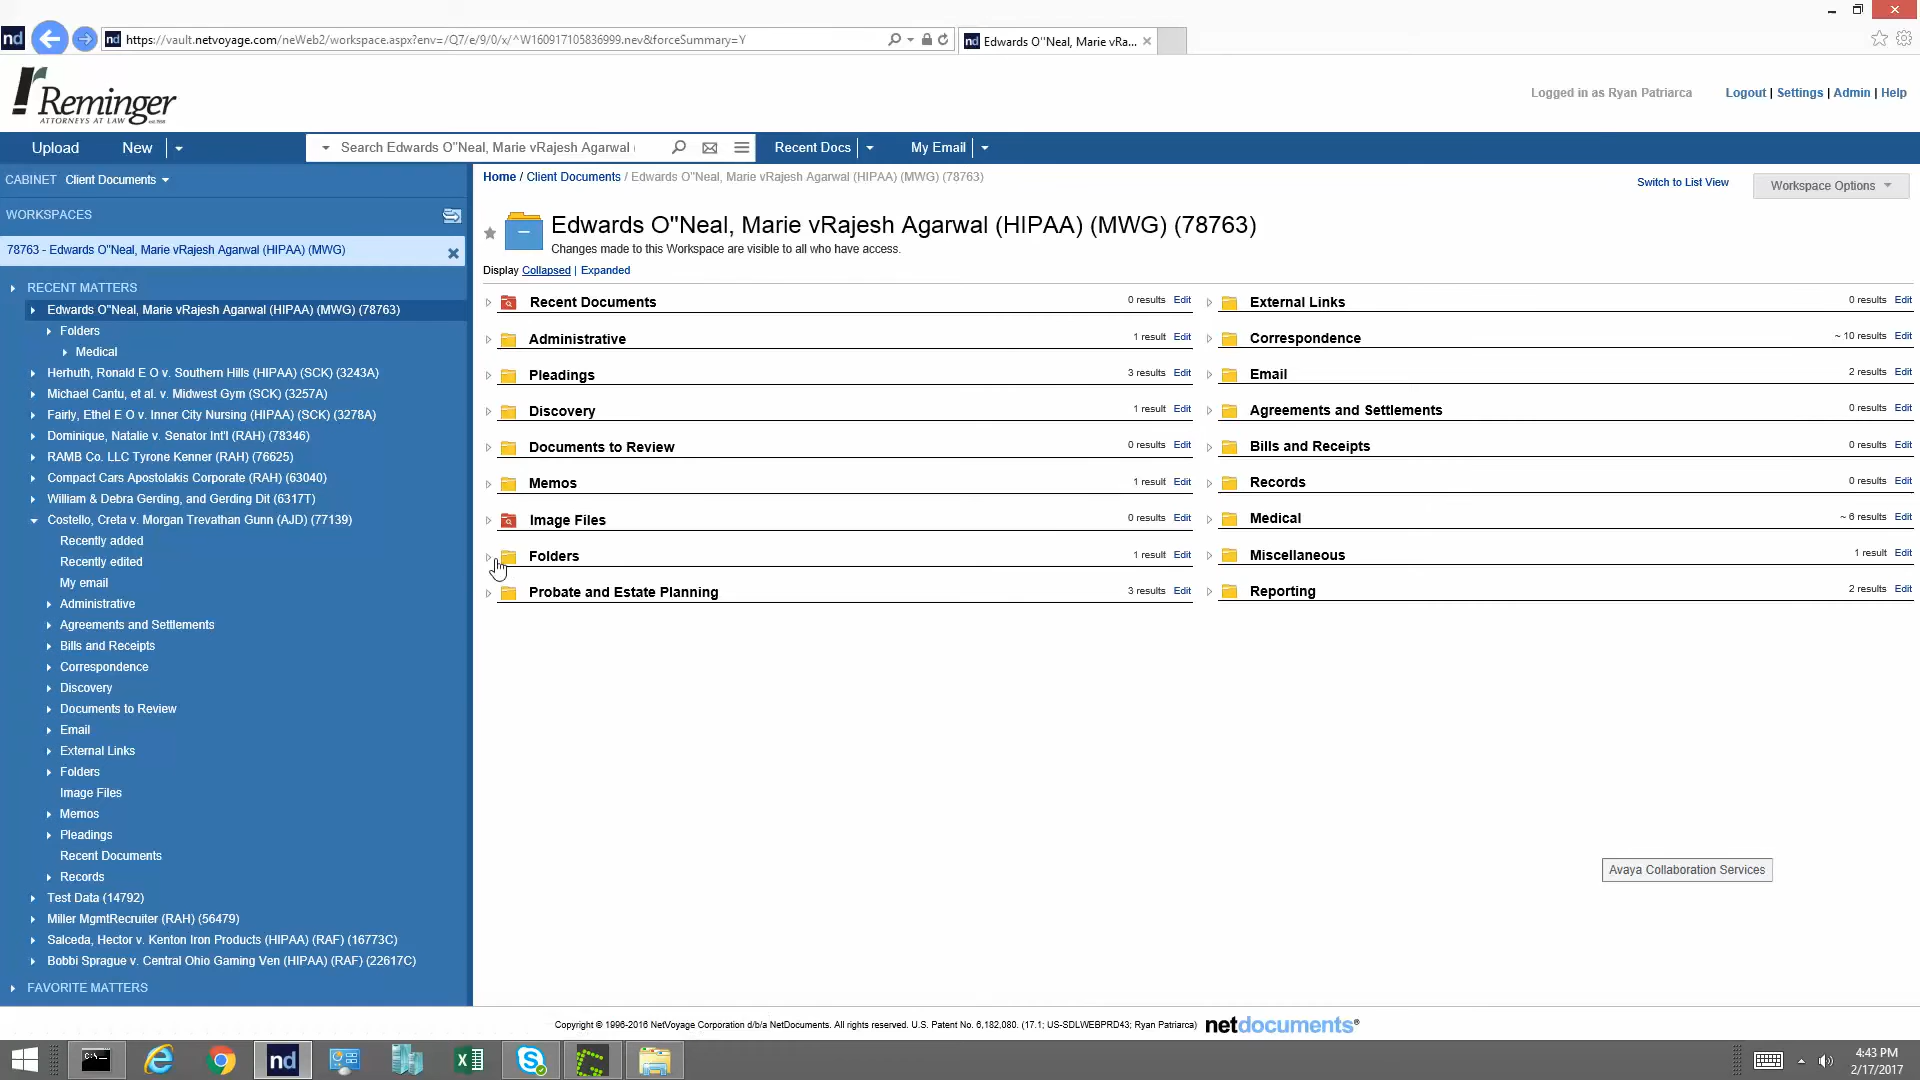 nd
nd https://vault.netvoyage.com/neWeb2/workspace.aspx?env=/Q7/e/9/0/x/^W160917105836999.nev&forceSummary=Y
nd Edwards O''Neal, Marie vRa...
Reminger
ATTORNEYS AT LAW
Logged in as Ryan Patriarca
Logout | Settings | Admin | Help
Upload
New
Search Edwards O"Neal, Marie vRajesh Agarwal
Recent Docs
My Email
CABINET Client Documents
WORKSPACES
78763 - Edwards O"Neal, Marie vRajesh Agarwal (HIPAA) (MWG)
RECENT MATTERS
Edwards O"Neal, Marie vRajesh Agarwal (HIPAA) (MWG) (78763)
Folders
Medical
Herhuth, Ronald E O v. Southern Hills (HIPAA) (SCK) (3243A)
Michael Cantu, et al. v. Midwest Gym (SCK) (3257A)
Fairly, Ethel E O v. Inner City Nursing (HIPAA) (SCK) (3278A)
Dominique, Natalie v. Senator Int'l (RAH) (78346)
RAMB Co. LLC Tyrone Kenner (RAH) (76625)
Compact Cars Apostolakis Corporate (RAH) (63040)
William & Debra Gerding, and Gerding Dit (6317T)
Costello, Creta v. Morgan Trevathan Gunn (AJD) (77139)
Recently added
Recently edited
My email
Administrative
Agreements and Settlements
Bills and Receipts
Correspondence
Discovery
Documents to Review
Email
External Links
Folders
Image Files
Memos
Pleadings
Recent Documents
Records
Test Data (14792)
Miller MgmtRecruiter (RAH) (56479)
Salceda, Hector v. Kenton Iron Products (HIPAA) (RAF) (16773C)
Bobbi Sprague v. Central Ohio Gaming Ven (HIPAA) (RAF) (22617C)
FAVORITE MATTERS
Home / Client Documents / Edwards O"Neal, Marie vRajesh Agarwal (HIPAA) (MWG) (78763)
Switch to List View
Workspace Options
Edwards O"Neal, Marie vRajesh Agarwal (HIPAA) (MWG) (78763)
Changes made to this Workspace are visible to all who have access.
Display Collapsed | Expanded
Recent Documents 0 results Edit
Administrative 1 result Edit
Pleadings 3 results Edit
Discovery 1 result Edit
Documents to Review 0 results Edit
Memos 1 result Edit
Image Files 0 results Edit
Folders 1 result Edit
Probate and Estate Planning 3 results Edit
External Links 0 results Edit
Correspondence ~ 10 results Edit
Email 2 results Edit
Agreements and Settlements 0 results Edit
Bills and Receipts 0 results Edit
Records 0 results Edit
Medical ~ 6 results Edit
Miscellaneous 1 result Edit
Reporting 2 results Edit
Avaya Collaboration Services
Copyright © 1996-2016 NetVoyage Corporation d/b/a NetDocuments. All rights reserved. U.S. Patent No. 6,182,080. (17.1; US-SDLWEBPRD43; Ryan Patriarca) netdocuments®
nd
4:43 PM
2/17/2017